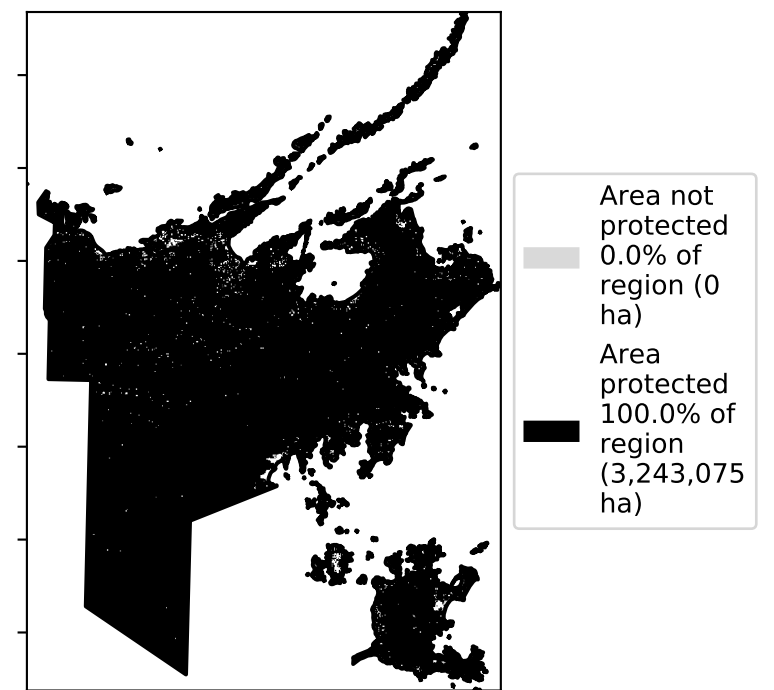 Area not
protected
0.0% of
region (0
ha)
Area
protected
100.0% of
region
(3,243,075
ha)